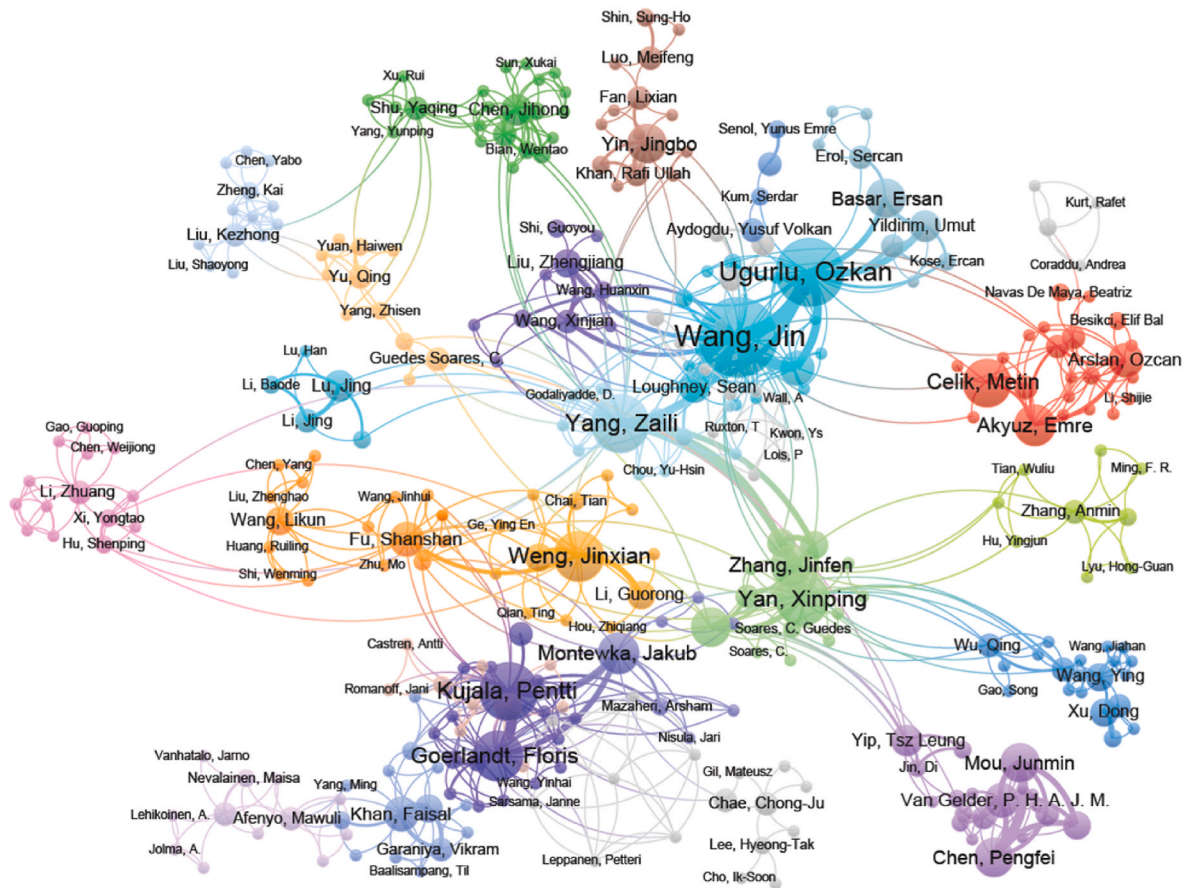 Shin, Sung-Ho
Luo, Meifeng
Sun, Xukai
Xu, Rui
Shu, Yaqing
Chen, Jihong
Fan, Lixian
Yang, Yunping
Bian, Wentao
Yin, Jingbo
Senol, Yunus Emre
Erol, Sercan
Chen, Yabo
Khan, Rafi Ullah
Zheng, Kai
Kum, Serdar
Basar, Ersan
Kurt, Rafet
Shi, Guoyou
Aydogdu, Yusuf Volkan
Yildirim, Umut
Liu, Kezhong
Yuan, Haiwen
Liu, Zhengjiang
Ugurlu, Ozkan
Kose, Ercan
Liu, Shaoyong
Yu, Qing
Coraddu, Andrea
Wang, Huanxin
Navas De Maya, Beatriz
Yang, Zhisen
Wang, Xinjian
Wang, Jin
Besikci, Elif Bal
Lu, Han
Guedes Soares, C.
Arslan, Ozcan
Li, Baode
Lu, Jing
Loughney, Sean
Celik, Metin
Godaliyadde, D.
Wall, A
Li, Shijie
Li, Jing
Yang, Zaili
Ruxton, T
Kwon, Ys
Akyuz, Emre
Gao, Guoping
Chen, Weijiong
Lois, P
Chen, Yang
Chou, Yu-Hsin
Tian, Wuliu
Ming, F. R.
Li, Zhuang
Liu, Zhenghao
Wang, Jinhui
Chai, Tian
Xi, Yongtao
Wang, Likun
Ge, Ying En
Zhang, Anmin
Hu, Shenping
Huang, Ruiling
Fu, Shanshan
Hu, Yingjun
Zhu, Mo
Weng, Jinxian
Zhang, Jinfen
Lyu, Hong-Guan
Shi, Wenming
Li, Guorong
Yan, Xinping
Qian, Ting
Hou, Zhiqiang
Soares, C. Guedes
Castren, Antti
Montewka, Jakub
Soares, C.
Wu, Qing
Wang, Jiahan
Wang, Ying
Romanoff, Jani
Kujala, Pentti
Gao, Song
Mazaheri, Arsham
Xu, Dong
Nisula, Jari
Yip, Tsz Leung
Vanhatalo, Jarno
Goerlandt, Floris
Mou, Junmin
Nevalainen, Maisa
Yang, Ming
Wang, Yinhai
Gil, Mateusz
Jin, Di
Sarsama, Janne
Chae, Chong-Ju
Van Gelder, P. H. A. J. M.
Lehikoinen, A.
Afenyo, Mawuli
Khan, Faisal
Lee, Hyeong-Tak
Jolma, A.
Garaniya, Vikram
Leppanen, Petteri
Chen, Pengfei
Baalisampang, Til
Cho, Ik-Soon